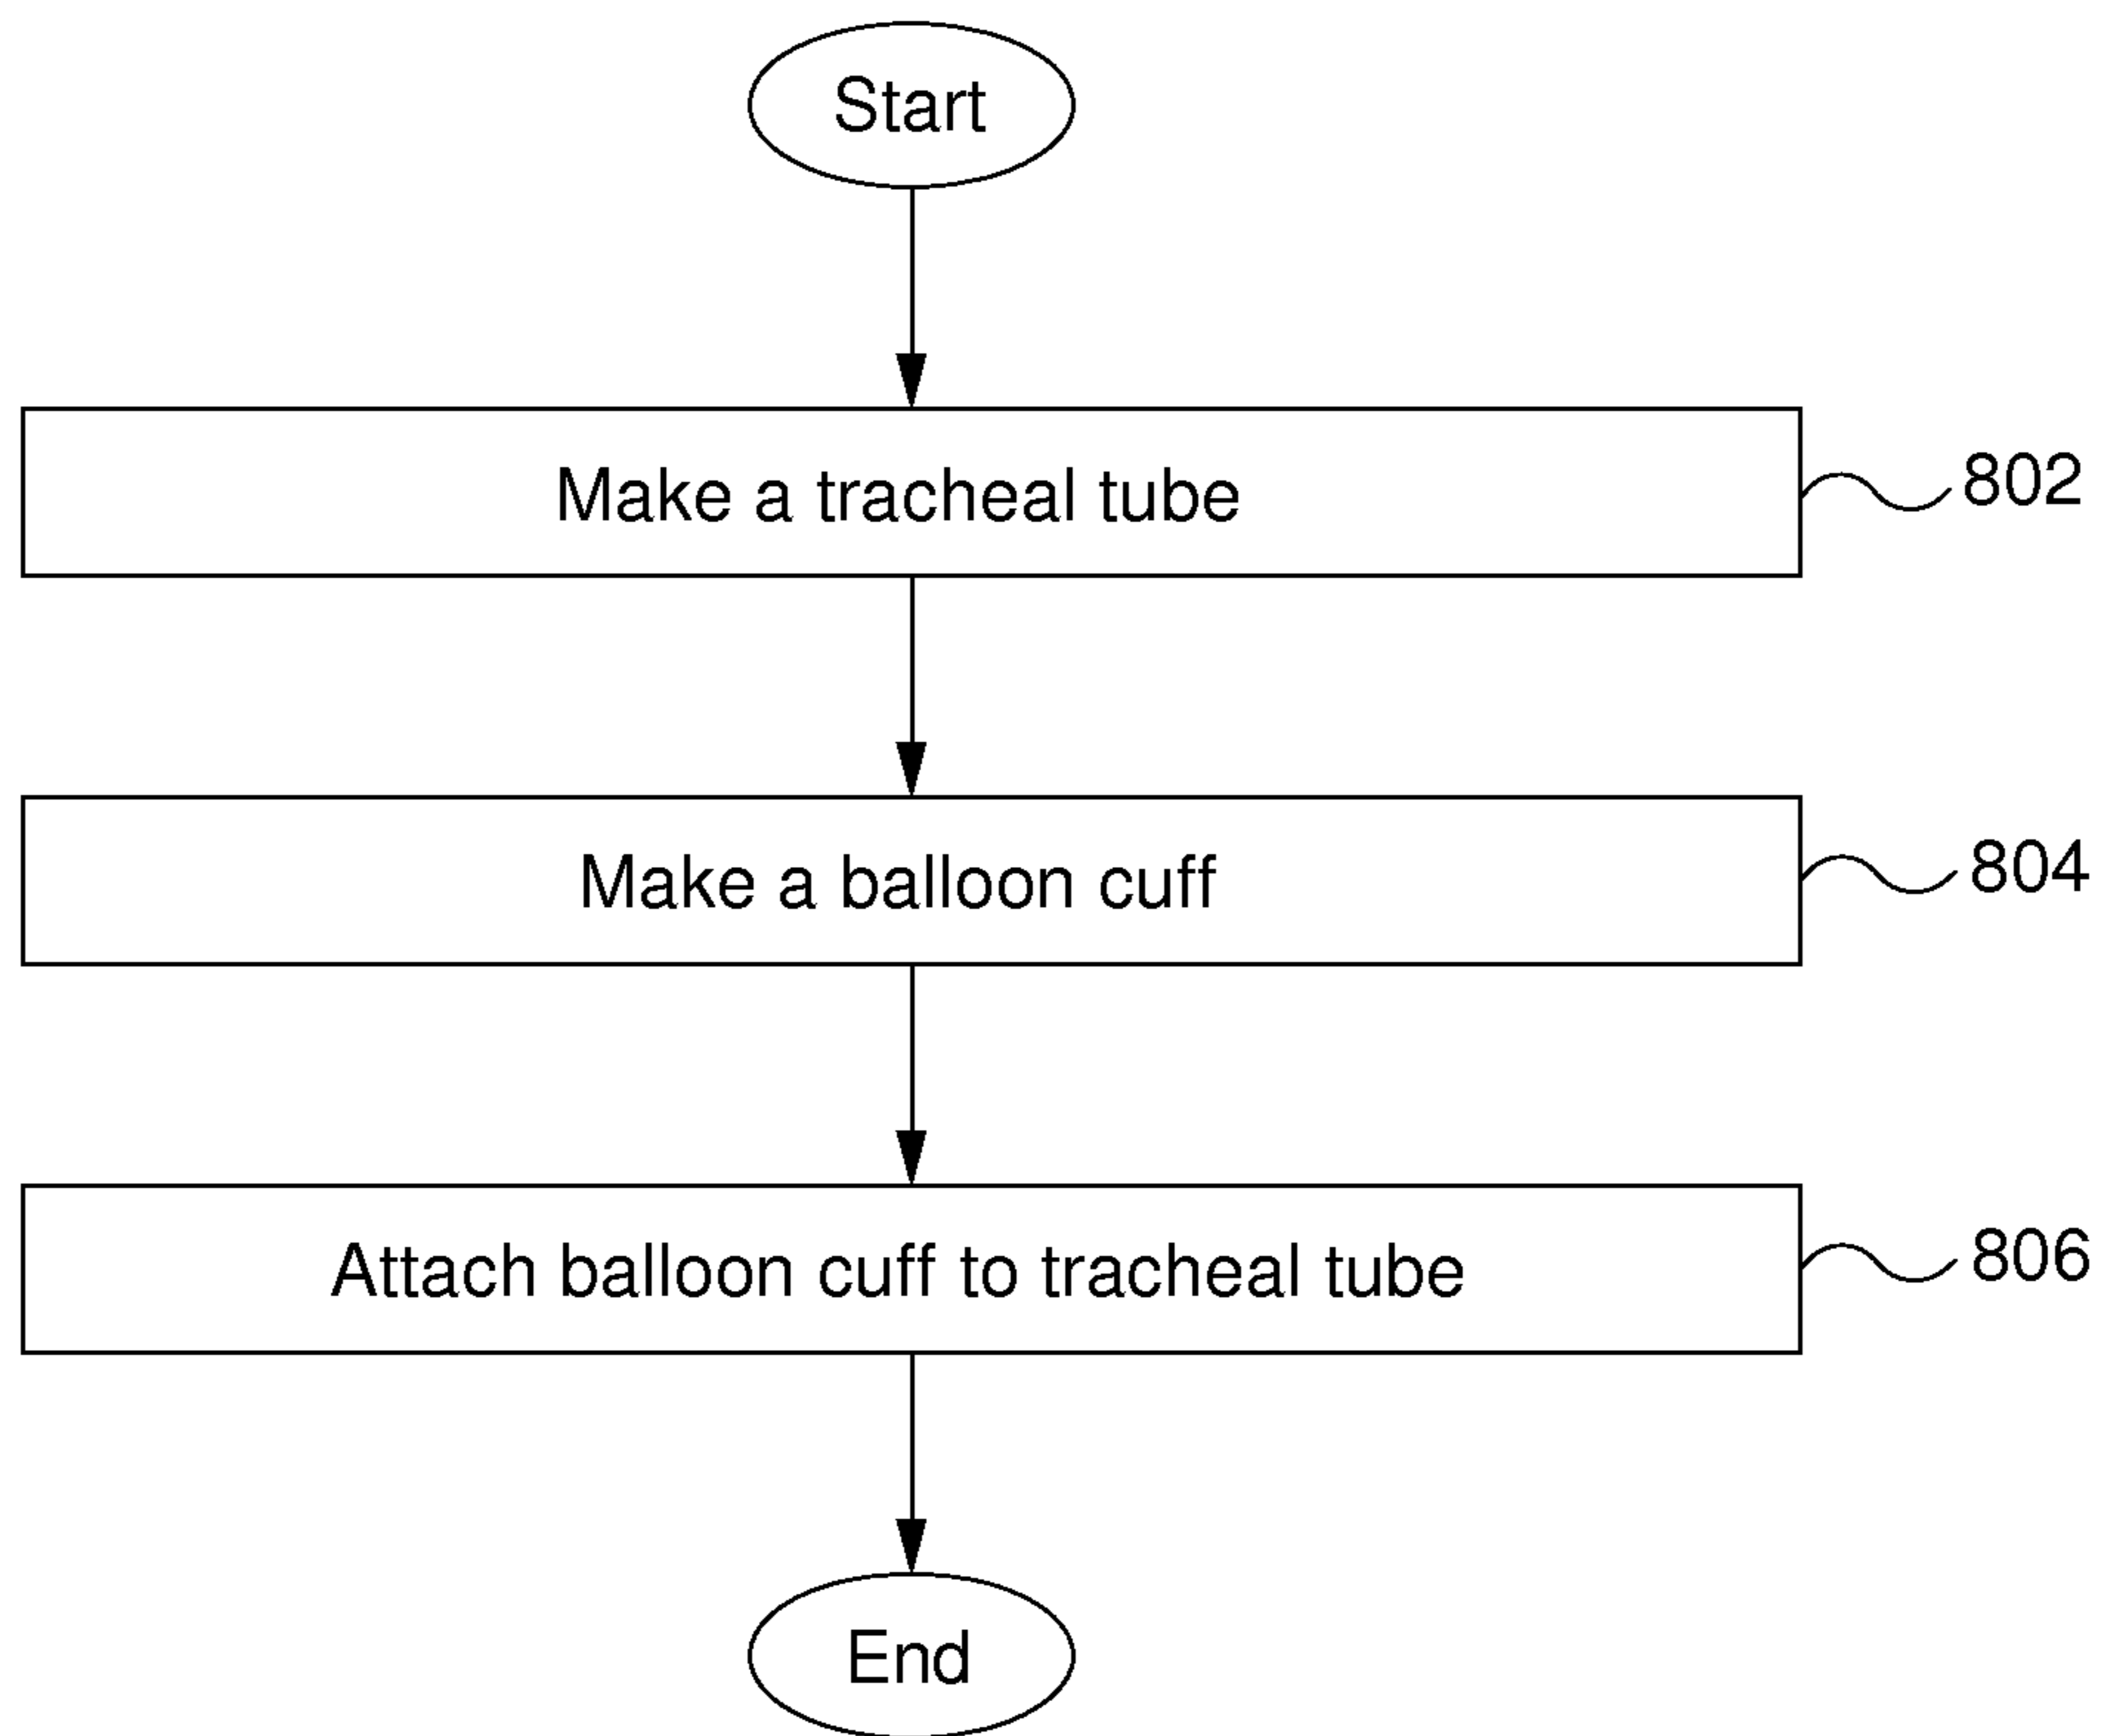 Start
Make a tracheal tube
802
Make a balloon cuff
804
Attach balloon cuff to tracheal tube
806
End